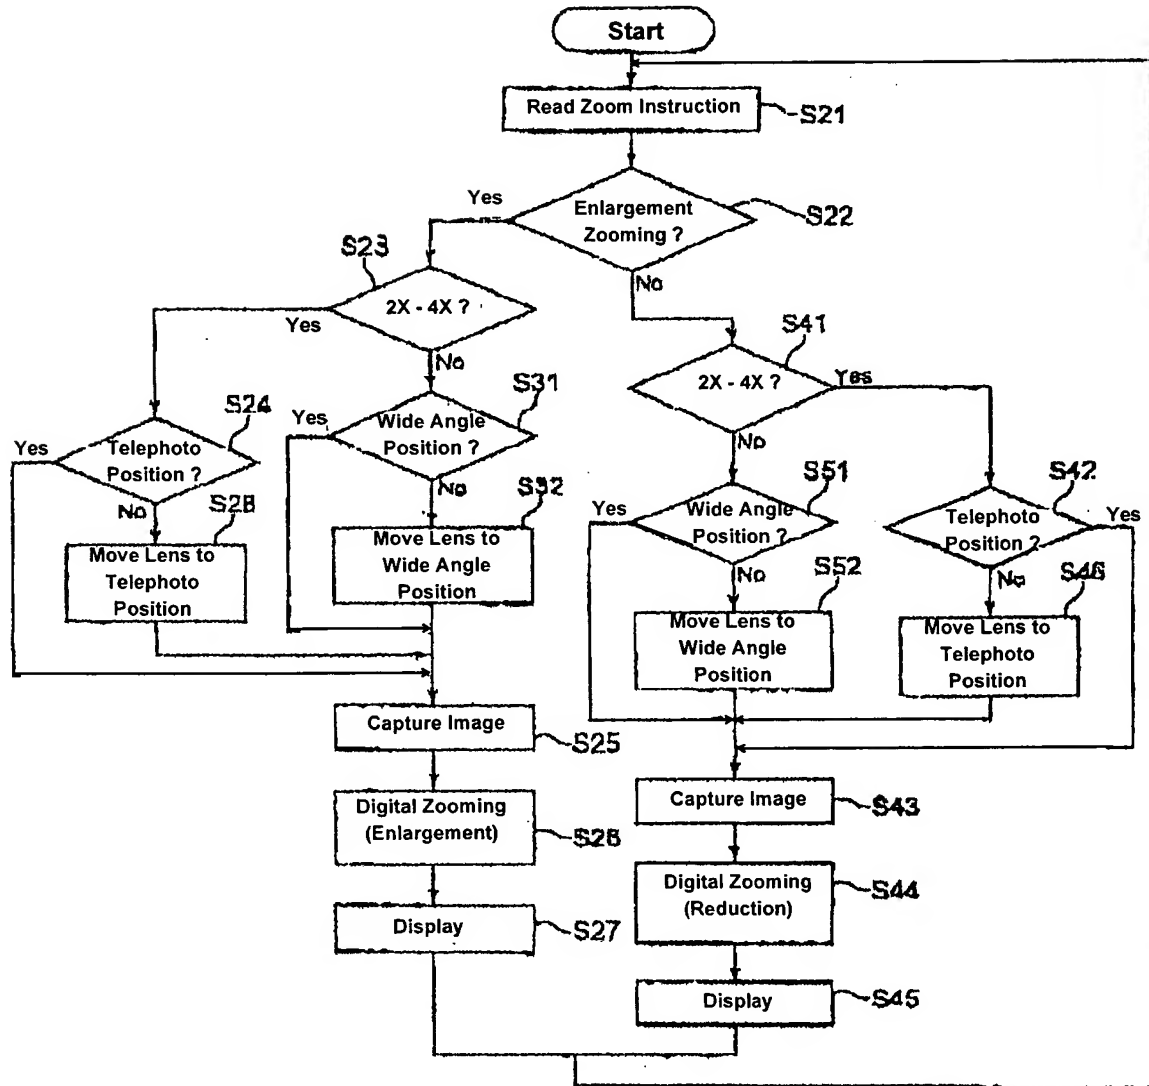 Start
Read Zoom Instruction
S21
Enlargement
Zooming ?
S22
Yes
No
S23
2X - 4X ?
Yes
No
S41
2X - 4X ?
Yes
No
S24
Telephoto
Position ?
Yes
No
S31
Wide Angle
Position ?
Yes
No
S51
Wide Angle
Position ?
Yes
No
S42
Telephoto
Position ?
Yes
No
S28
Move Lens to
Telephoto
Position
S32
Move Lens to
Wide Angle
Position
S52
Move Lens to
Wide Angle
Position
S46
Move Lens to
Telephoto
Position
Capture Image
S25
Capture Image
S43
Digital Zooming
(Enlargement)
S26
Digital Zooming
(Reduction)
S44
Display
S27
Display
S45